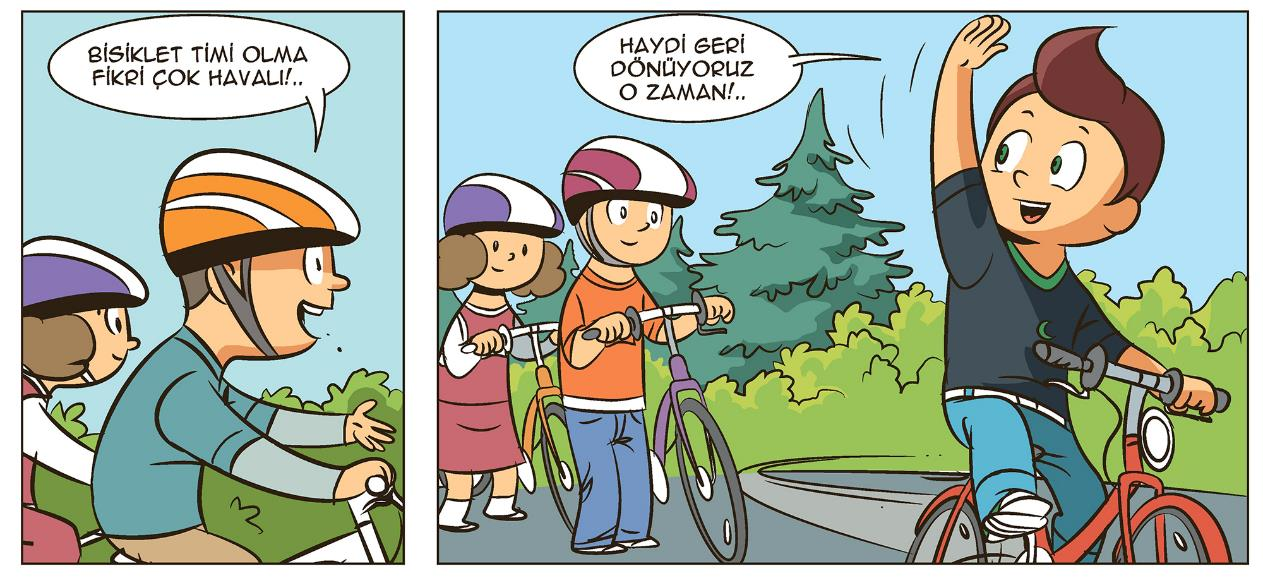 BİSİKLET TİMİ OLMA
FİKRİ ÇOK HAVALI!..
HAYDİ GERİ
DÖNÜYORUZ
O ZAMAN!..